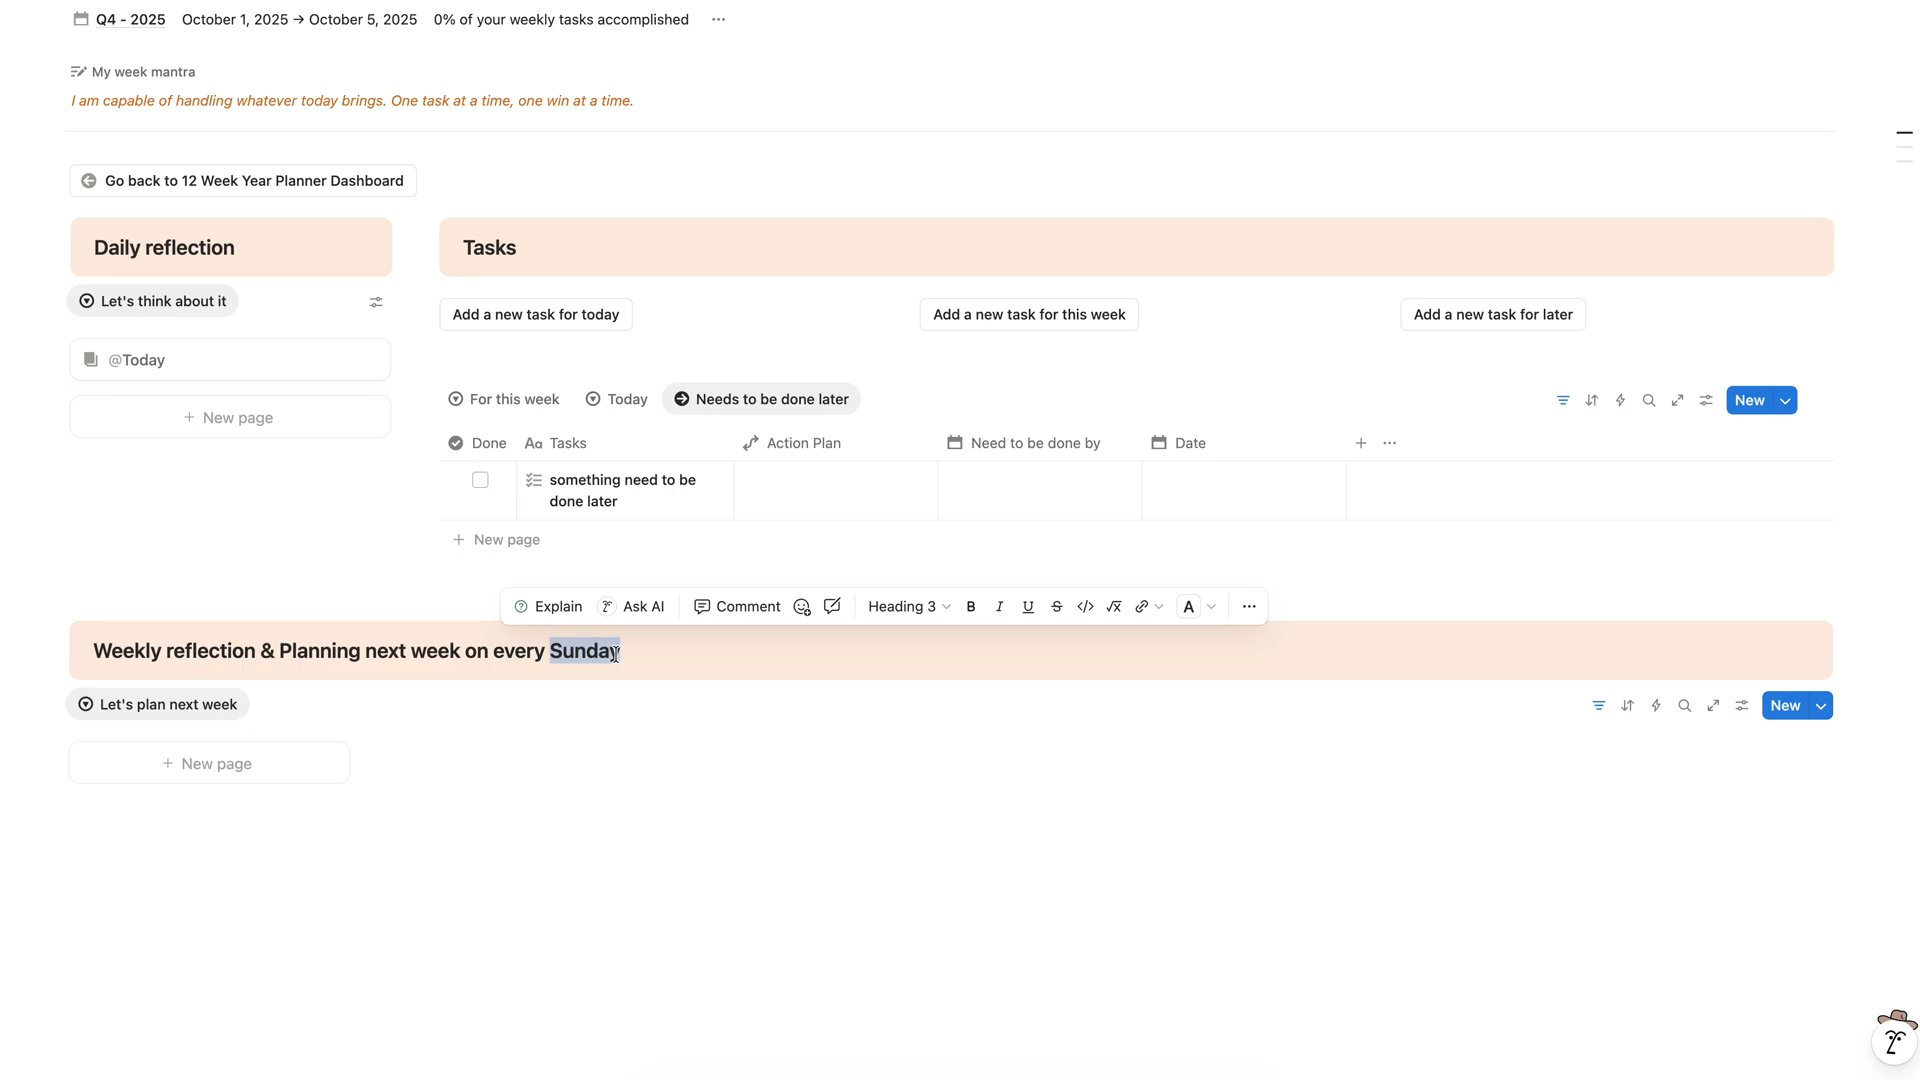 Q4 - 2025 October 1, 2025 → October 5, 2025 0% of your weekly tasks accomplished
My week mantra
I am capable of handling whatever today brings. One task at a time, one win at a time.
Go back to 12 Week Year Planner Dashboard
Daily reflection
Let's think about it
@Today
+ New page
Tasks
Add a new task for today Add a new task for this week Add a new task for later
For this week Today Needs to be done later New
Done Aa Tasks Action Plan Need to be done by Date
something need to be
done later
+ New page
Explain Ask AI Comment Heading 3 B I U S </> √x A
Weekly reflection & Planning next week on every Sunday
Let's plan next week New
+ New page